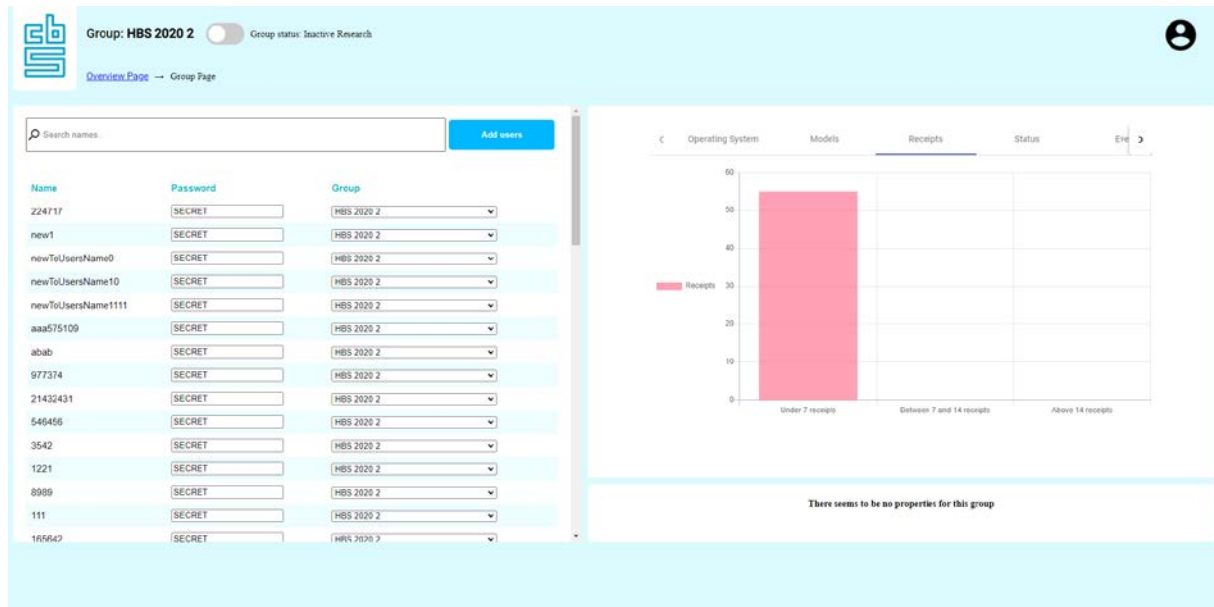 cbs
Group: HBS 2020 2 Group status: Inactive Research
Overview Page → Group Page
Search names..
Add users
Name Password Group
224717 SECRET HBS 2020 2
new1 SECRET HBS 2020 2
newToUsersName0 SECRET HBS 2020 2
newToUsersName10 SECRET HBS 2020 2
newToUsersName1111 SECRET HBS 2020 2
aaa575109 SECRET HBS 2020 2
abab SECRET HBS 2020 2
977374 SECRET HBS 2020 2
21432431 SECRET HBS 2020 2
546456 SECRET HBS 2020 2
3542 SECRET HBS 2020 2
1221 SECRET HBS 2020 2
8989 SECRET HBS 2020 2
111 SECRET HBS 2020 2
165642 SECRET HBS 2020 2
< Operating System Models Receipts Status Eve >
60
50
40
Receipts 30
20
10
0
Under 7 receipts Between 7 and 14 receipts Above 14 receipts
There seems to be no properties for this group